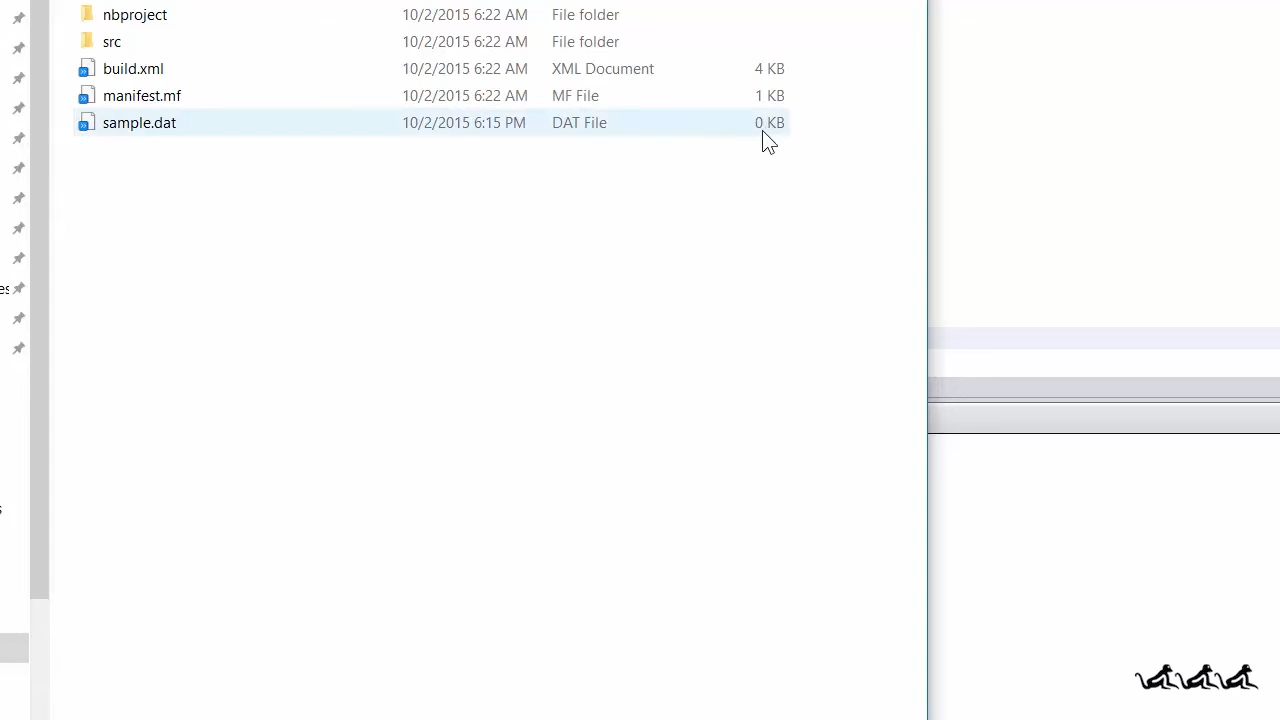 nbproject 10/2/2015 6:22 AM File folder
src 10/2/2015 6:22 AM File folder
build.xml 10/2/2015 6:22 AM XML Document 4 KB
manifest.mf 10/2/2015 6:22 AM MF File 1 KB
sample.dat 10/2/2015 6:15 PM DAT File 0 KB
es
s